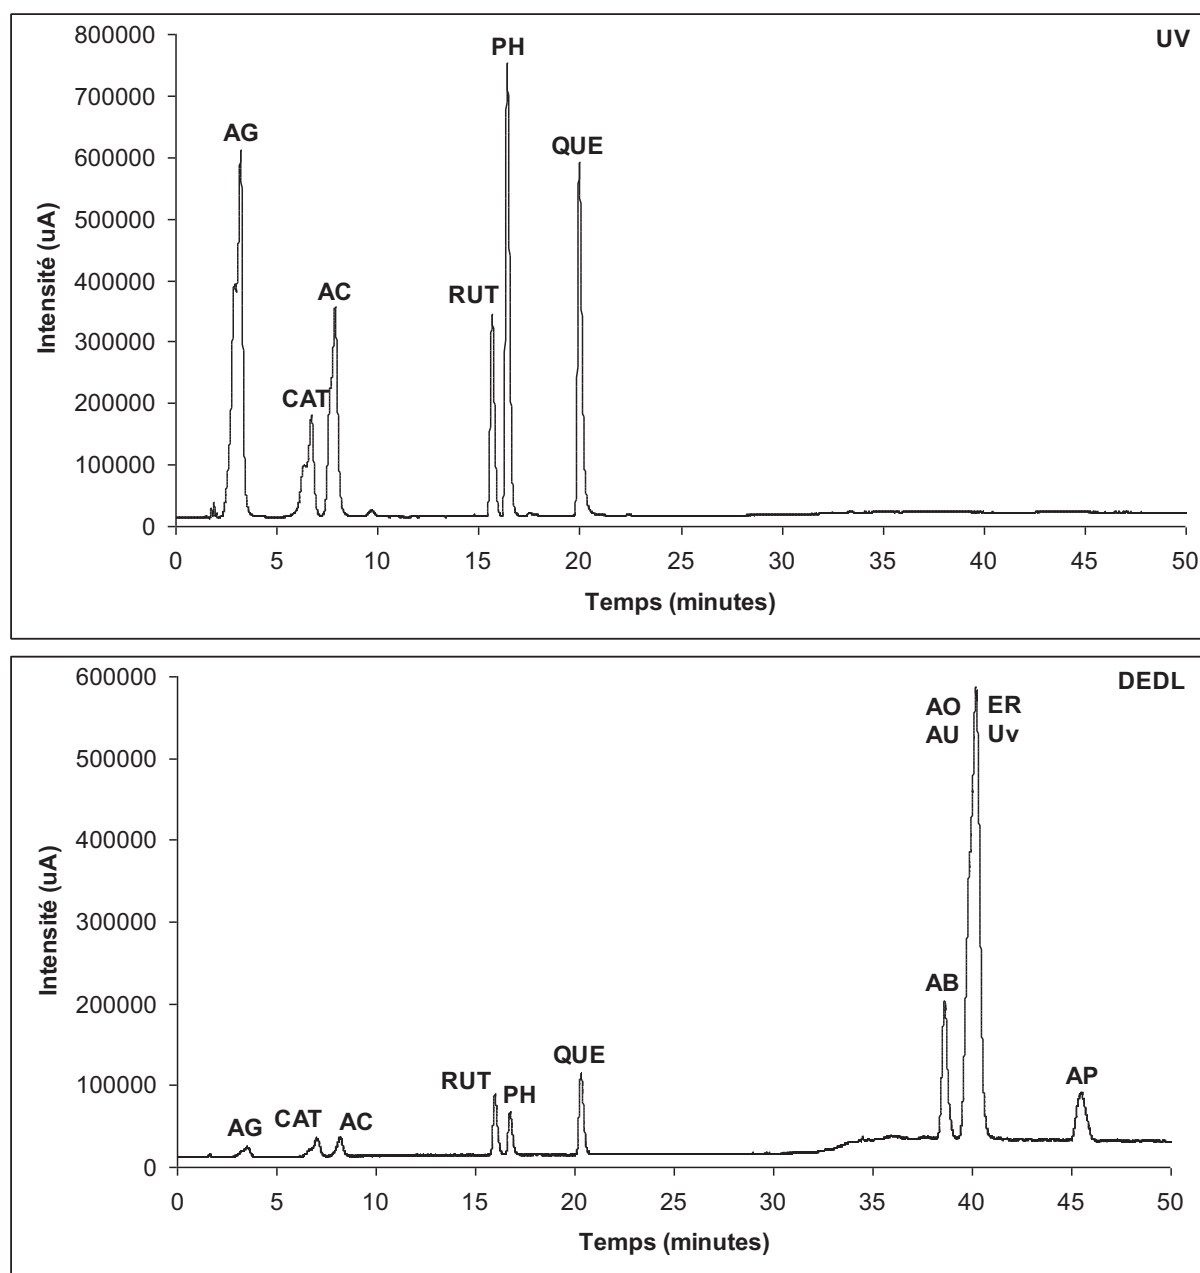 UV
800000
700000
600000
500000
400000
300000
200000
100000
0
Intensité (uA)
AG
CAT
AC
RUT
PH
QUE
0 5 10 15 20 25 30 35 40 45 50
Temps (minutes)
DEDL
600000
500000
400000
300000
200000
100000
0
Intensité (uA)
AG
CAT
AC
RUT
PH
QUE
AB
AO ER
AU Uv
AP
0 5 10 15 20 25 30 35 40 45 50
Temps (minutes)